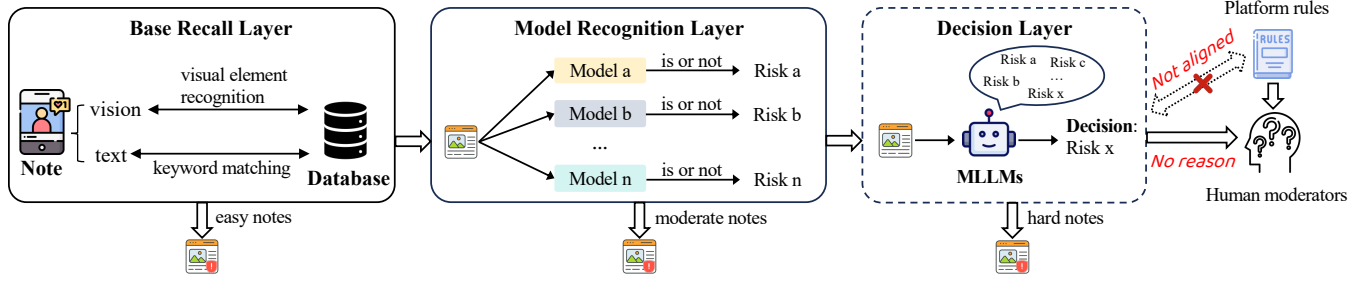 Base Recall Layer
Note
vision
text
visual element
recognition
keyword matching
Database
easy notes
Model Recognition Layer
Model a
is or not
Risk a
Model b
is or not
Risk b
...
Model n
is or not
Risk n
moderate notes
Decision Layer
Risk a
Risk c
Risk b
...
Risk x
MLLMs
Decision:
Risk x
hard notes
Platform rules
RULES
Not aligned
No reason
Human moderators